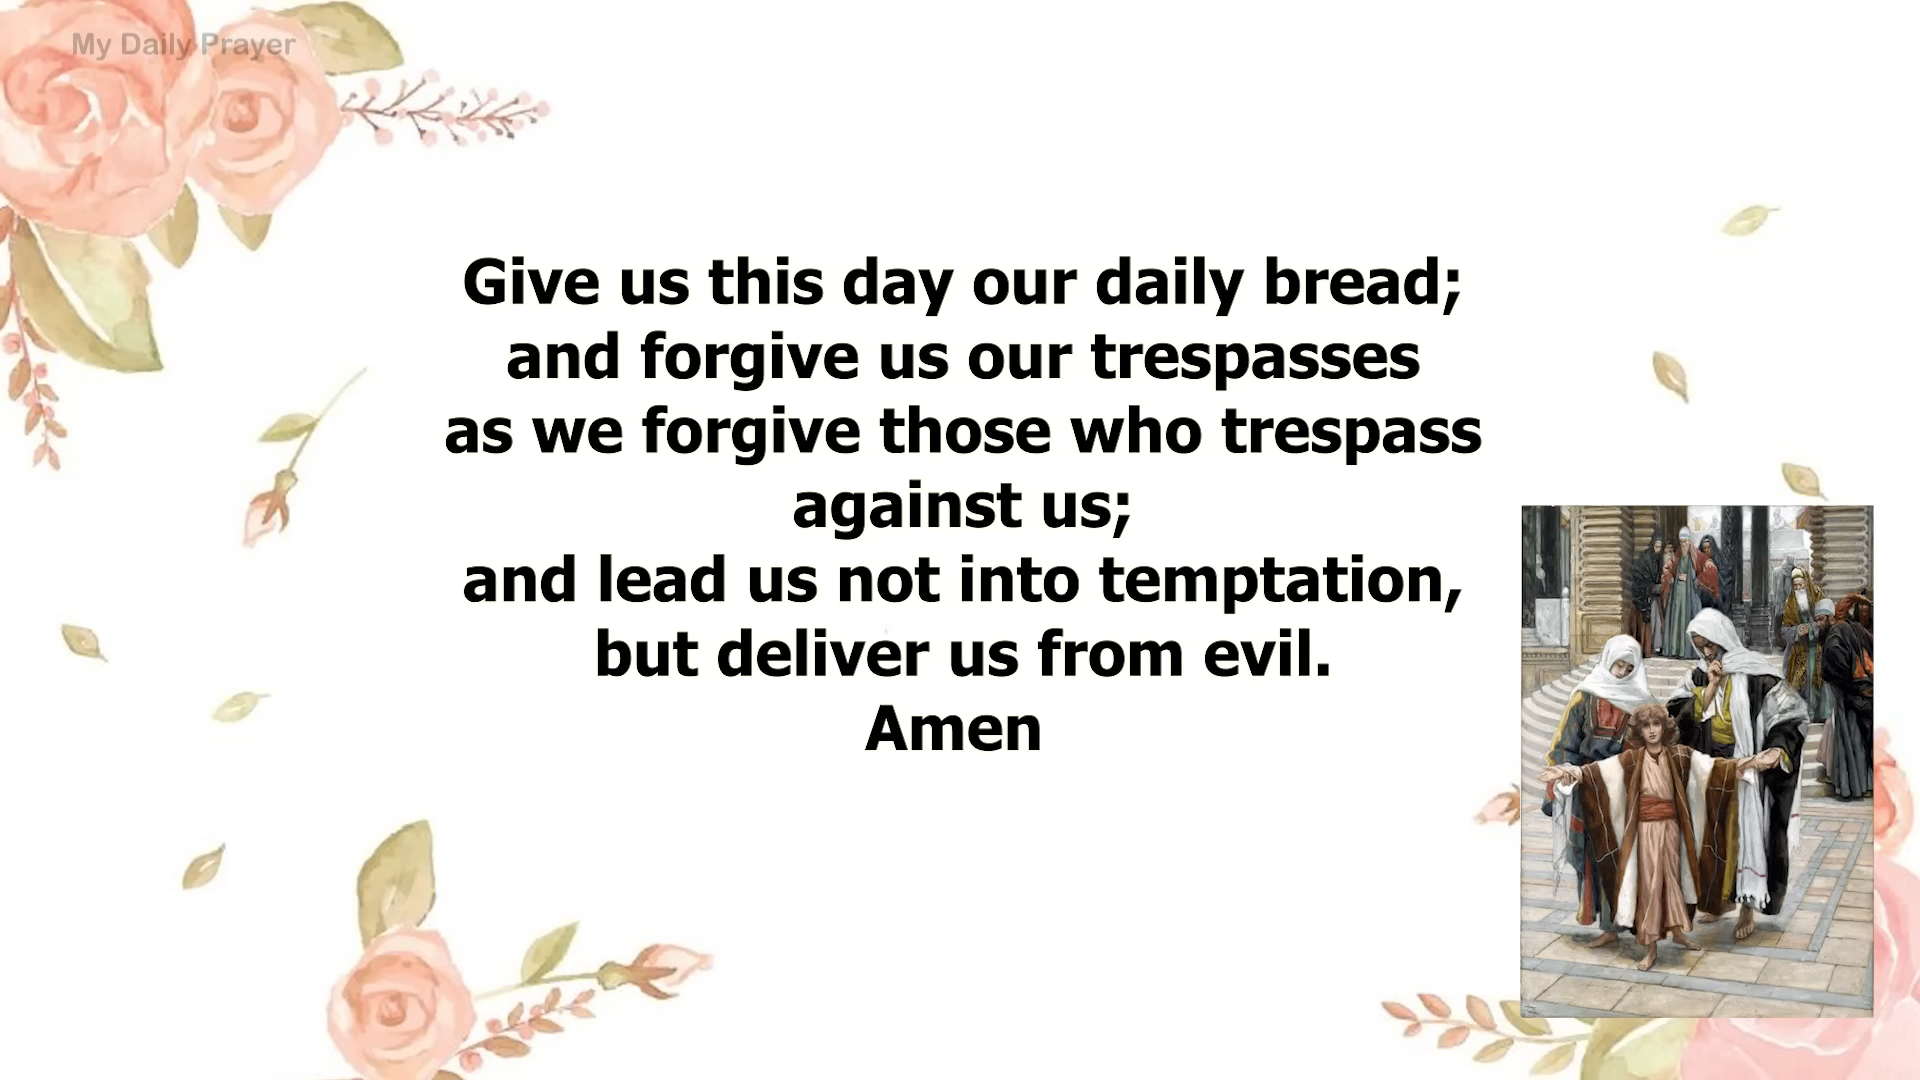 My Daily Prayer
Give us this day our daily bread;
and forgive us our trespasses
as we forgive those who trespass
against us;
and lead us not into temptation,
but deliver us from evil.
Amen